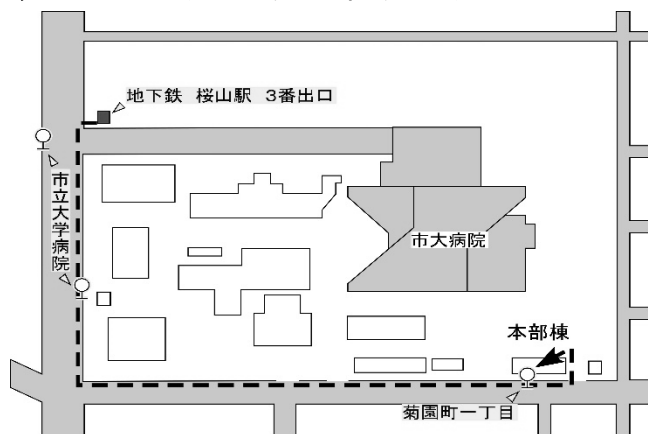 地下鉄 桜山駅 3番出口
市立大学病院
市大病院
本部棟
菊園町一丁目